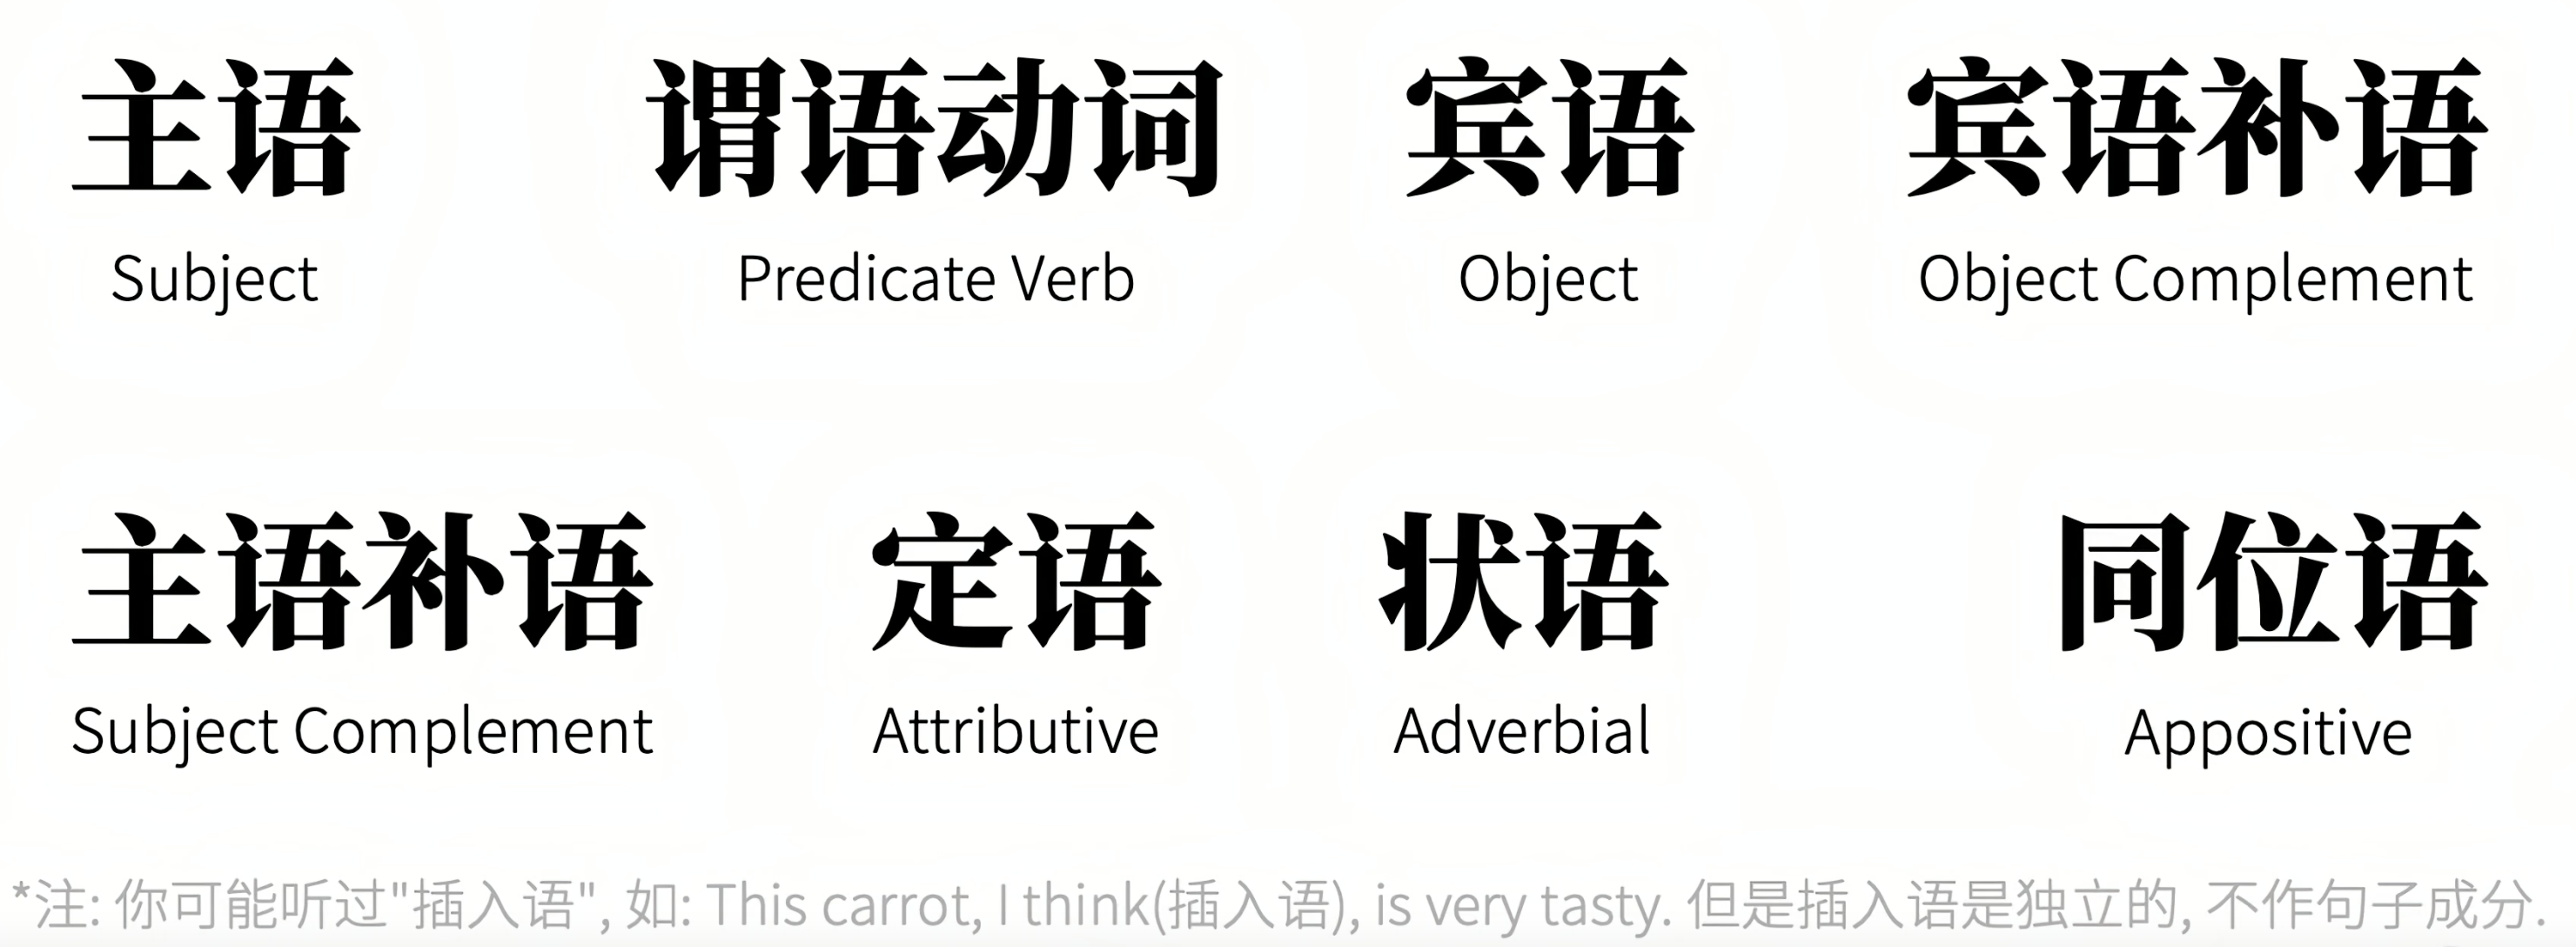 主语 谓语动词 宾语 宾语补语
Subject Predicate Verb Object Object Complement
主语补语 定语 状语 同位语
Subject Complement Attributive Adverbial Appositive
*注: 你可能听过"插入语", 如: This carrot, I think(插入语), is very tasty. 但是插入语是独立的, 不作句子成分.